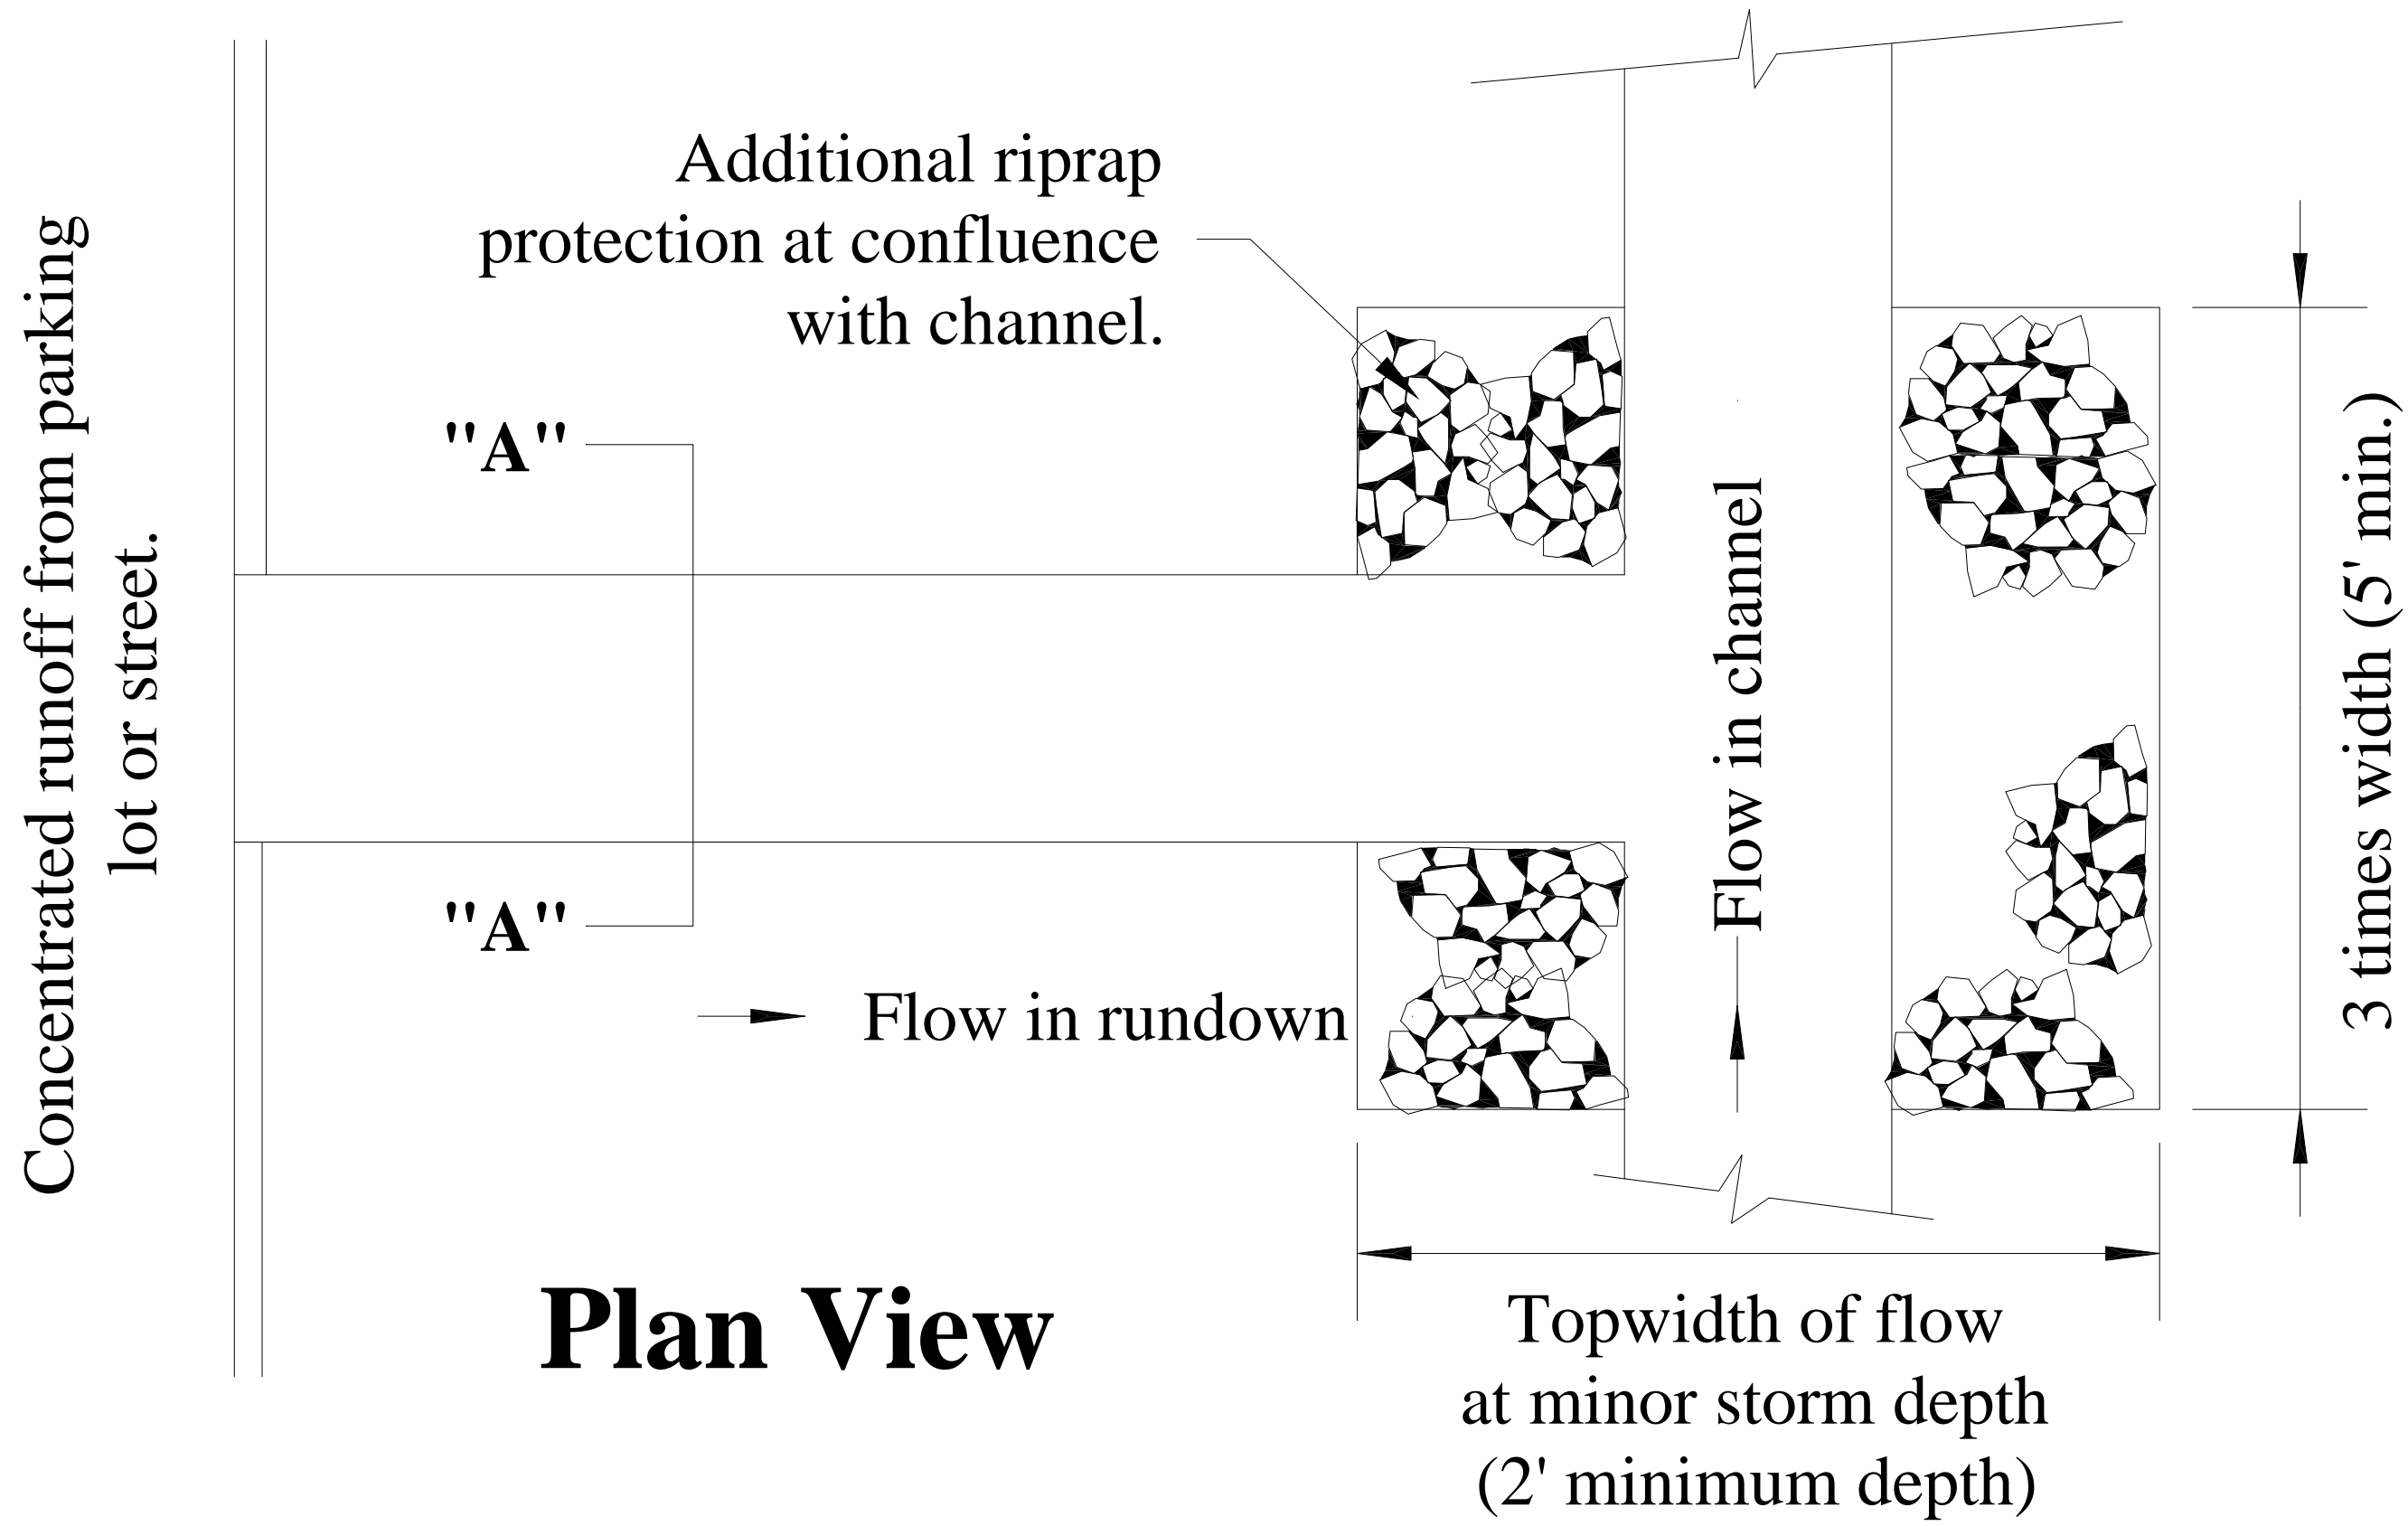 Concentrated runoff from parking
lot or street.
Additional riprap
protection at confluence
with channel.
"A"
"A"
Flow in rundown
Flow in channel
3 times width (5' min.)
Plan View
Topwidth of flow
at minor storm depth
(2' minimum depth)